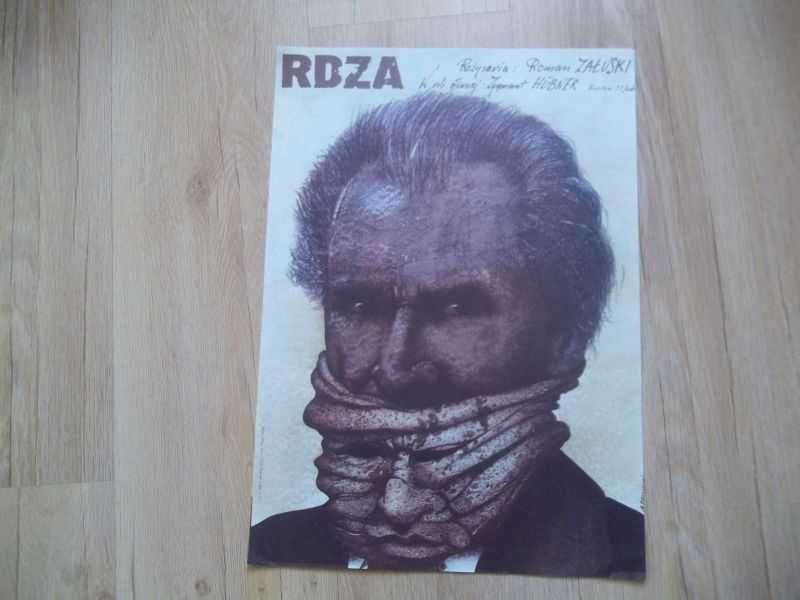 RDZA
Reżyseria : Roman ZAŁUSKI
W roli głównej : Zygmunt HÜBNER